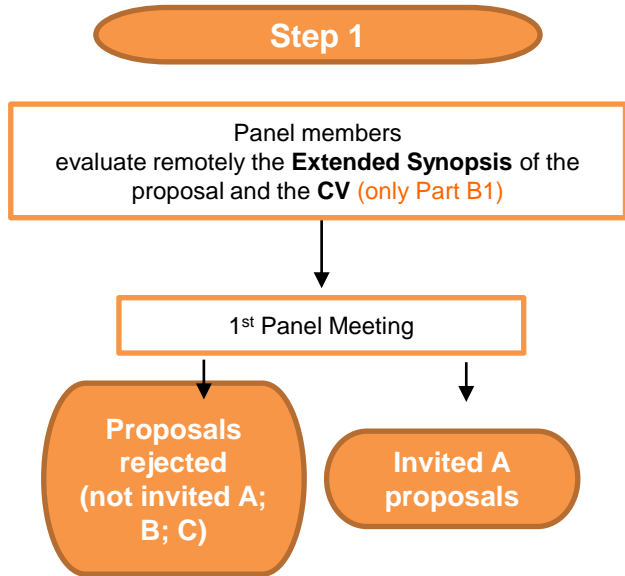 Step 1
Panel members
evaluate remotely the Extended Synopsis of the
proposal and the CV (only Part B1)
1st Panel Meeting
Proposals
rejected
(not invited A;
B; C)
Invited A
proposals